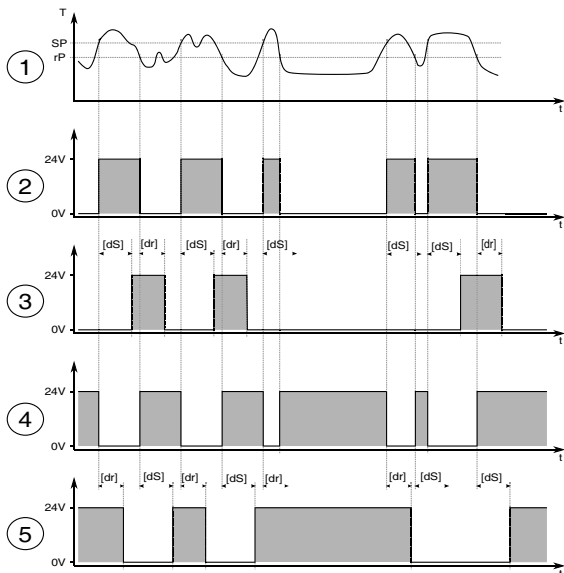 T
SP
rP
1
t
24V
2
0V
t
[dS] [dr] [dS] [dr] [dS] [dS] [dS] [dr]
24V
3
0V
t
24V
4
0V
t
[dr] [dS] [dr] [dS] [dr] [dr] [dS] [dS]
24V
5
0V
t